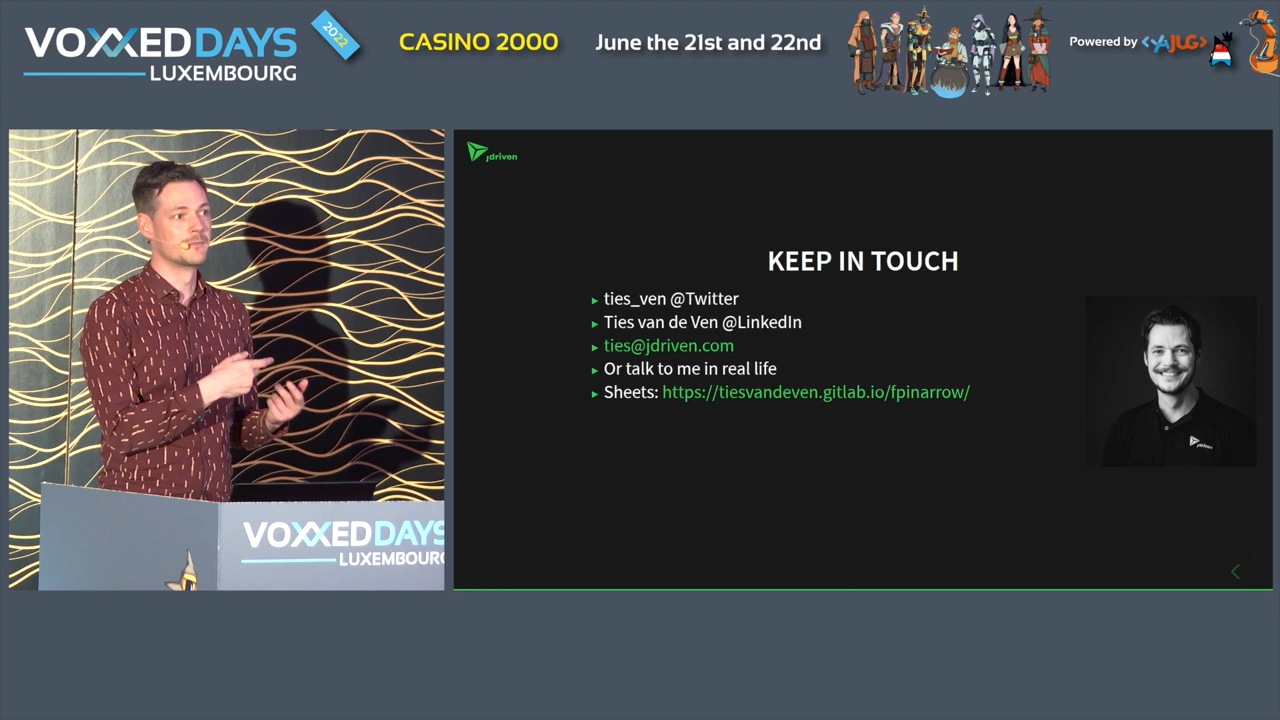 VOXXEDDAYS
LUXEMBOURG
2022
CASINO 2000
June the 21st and 22nd
Powered by <YAJUG>
jdriven
KEEP IN TOUCH
ties_ven @Twitter
Ties van de Ven @LinkedIn
ties@jdriven.com
Or talk to me in real life
Sheets: https://tiesvandeven.gitlab.io/fpinarrow/
jdriven
VOXXEDDAYS
LUXEMBOURG